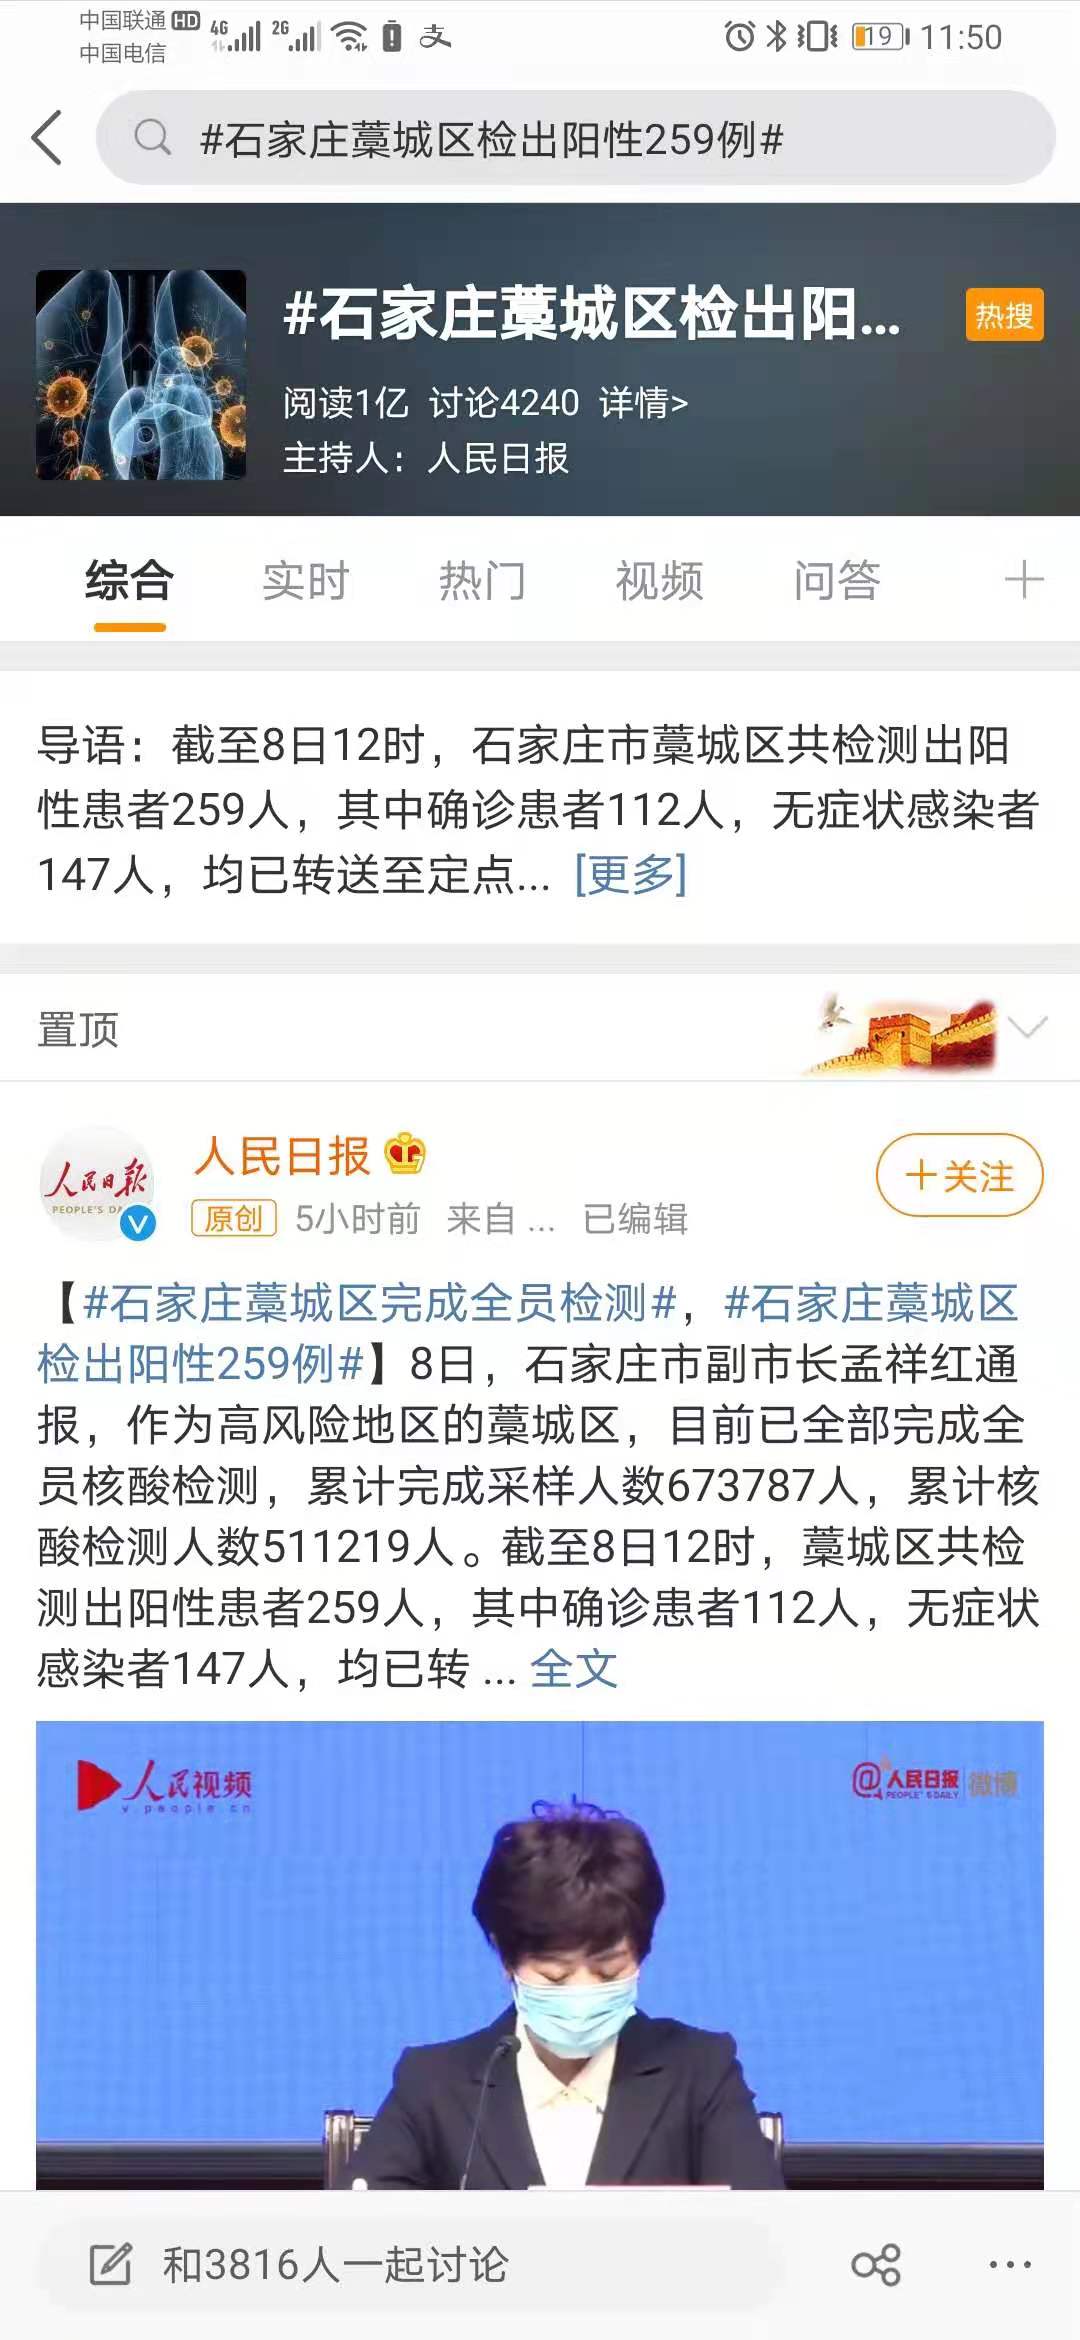 中国联通 HD 4G 2G 支 19 11:50
中国电信
#石家庄藁城区检出阳性259例#
#石家庄藁城区检出阳... 热搜
阅读1亿 讨论4240 详情>
主持人：人民日报
综合 实时 热门 视频 问答
导语：截至8日12时，石家庄市藁城区共检测出阳
性患者259人，其中确诊患者112人，无症状感染者
147人，均已转送至定点... [更多]
置顶
人民日报
PEOPLE'S DA
人民日报
+关注
原创 5小时前 来自 ... 已编辑
【#石家庄藁城区完成全员检测#，#石家庄藁城区
检出阳性259例#】8日，石家庄市副市长孟祥红通
报，作为高风险地区的藁城区，目前已全部完成全
员核酸检测，累计完成采样人数673787人，累计核
酸检测人数511219人。截至8日12时，藁城区共检
测出阳性患者259人，其中确诊患者112人，无症状
感染者147人，均已转 ... 全文
人民视频
v.people.cn
@人民日报 微博
PEOPLE'S DAILY
和3816人一起讨论